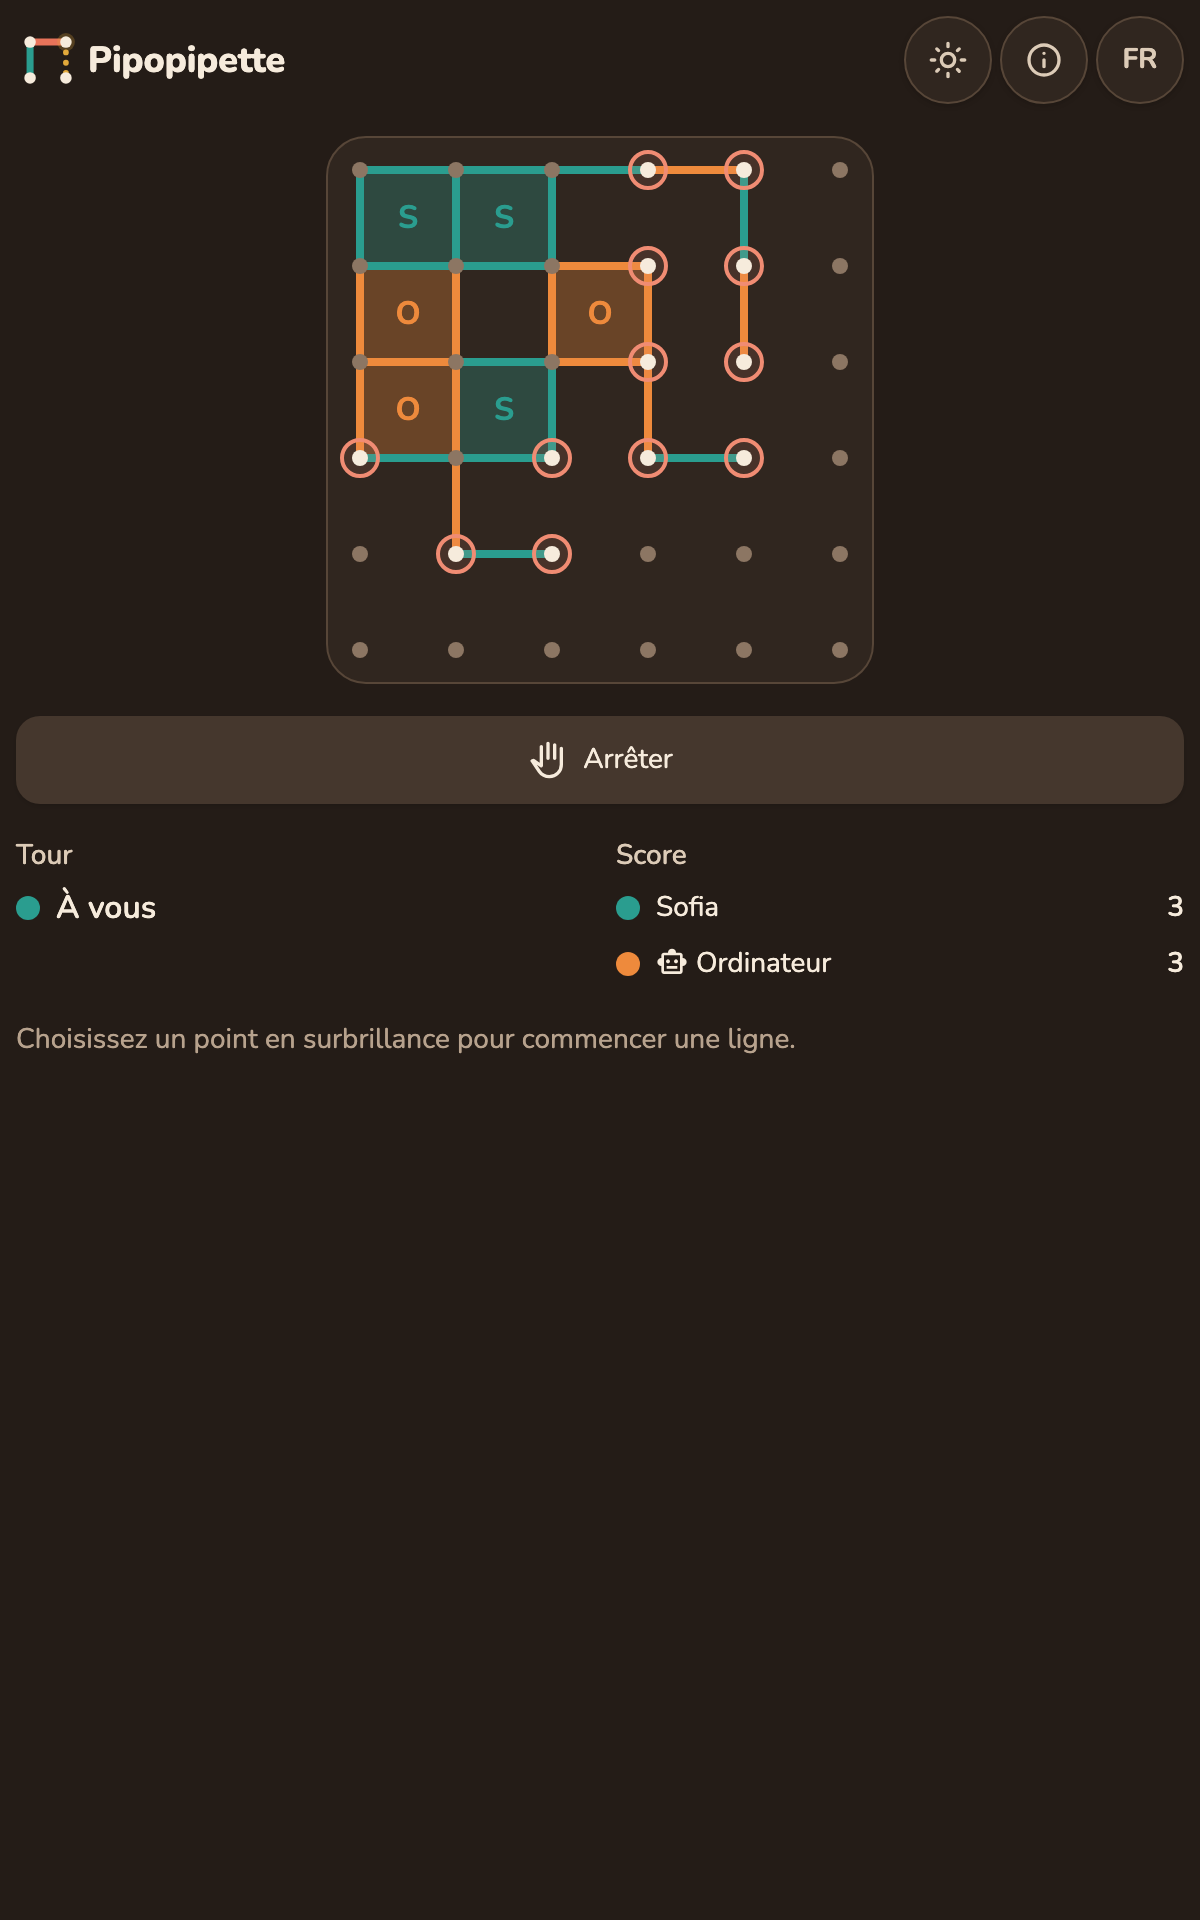 Pipopipette
FR
S S
O O
O S
Arrêter
Tour
À vous
Score
Sofia 3
Ordinateur 3
Choisissez un point en surbrillance pour commencer une ligne.